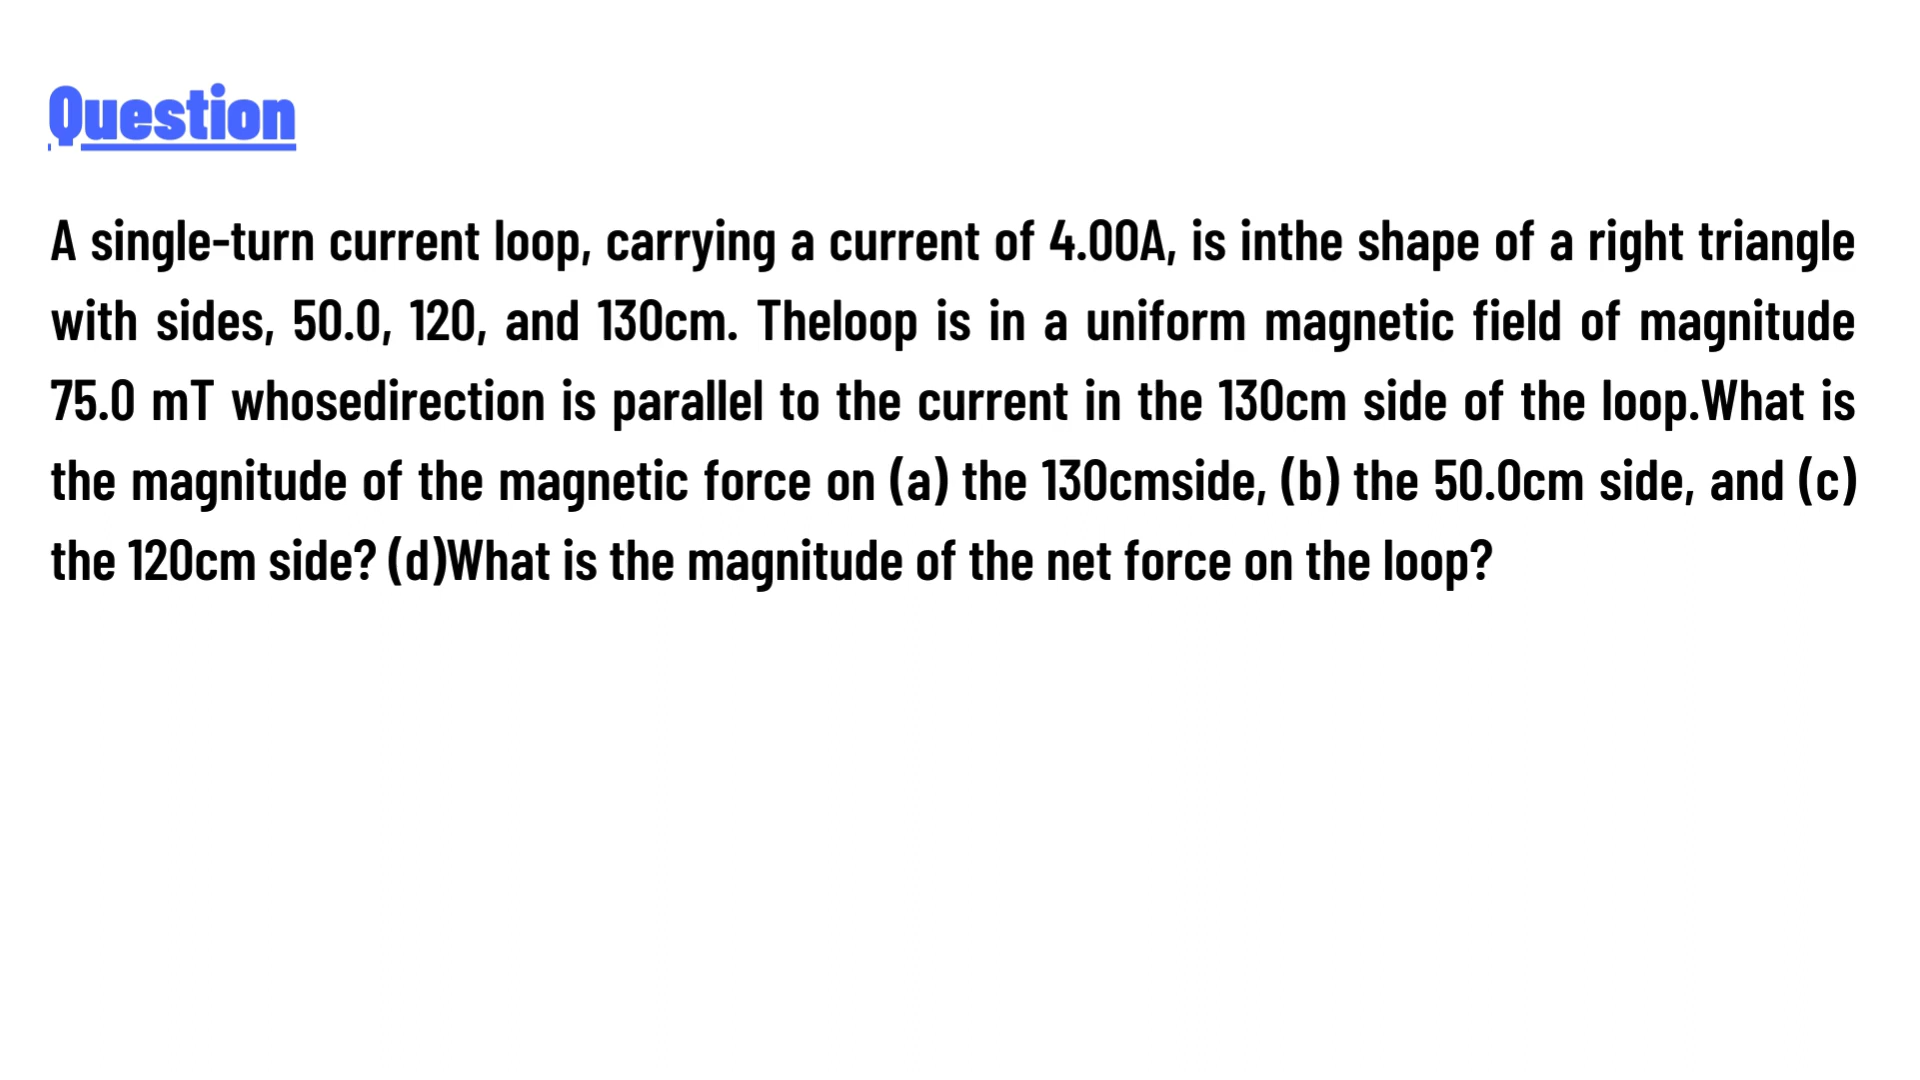 Question
A single-turn current loop, carrying a current of 4.00A, is inthe shape of a right triangle
with sides, 50.0, 120, and 130cm. Theloop is in a uniform magnetic field of magnitude
75.0 mT whosedirection is parallel to the current in the 130cm side of the loop.What is
the magnitude of the magnetic force on (a) the 130cmside, (b) the 50.0cm side, and (c)
the 120cm side? (d)What is the magnitude of the net force on the loop?